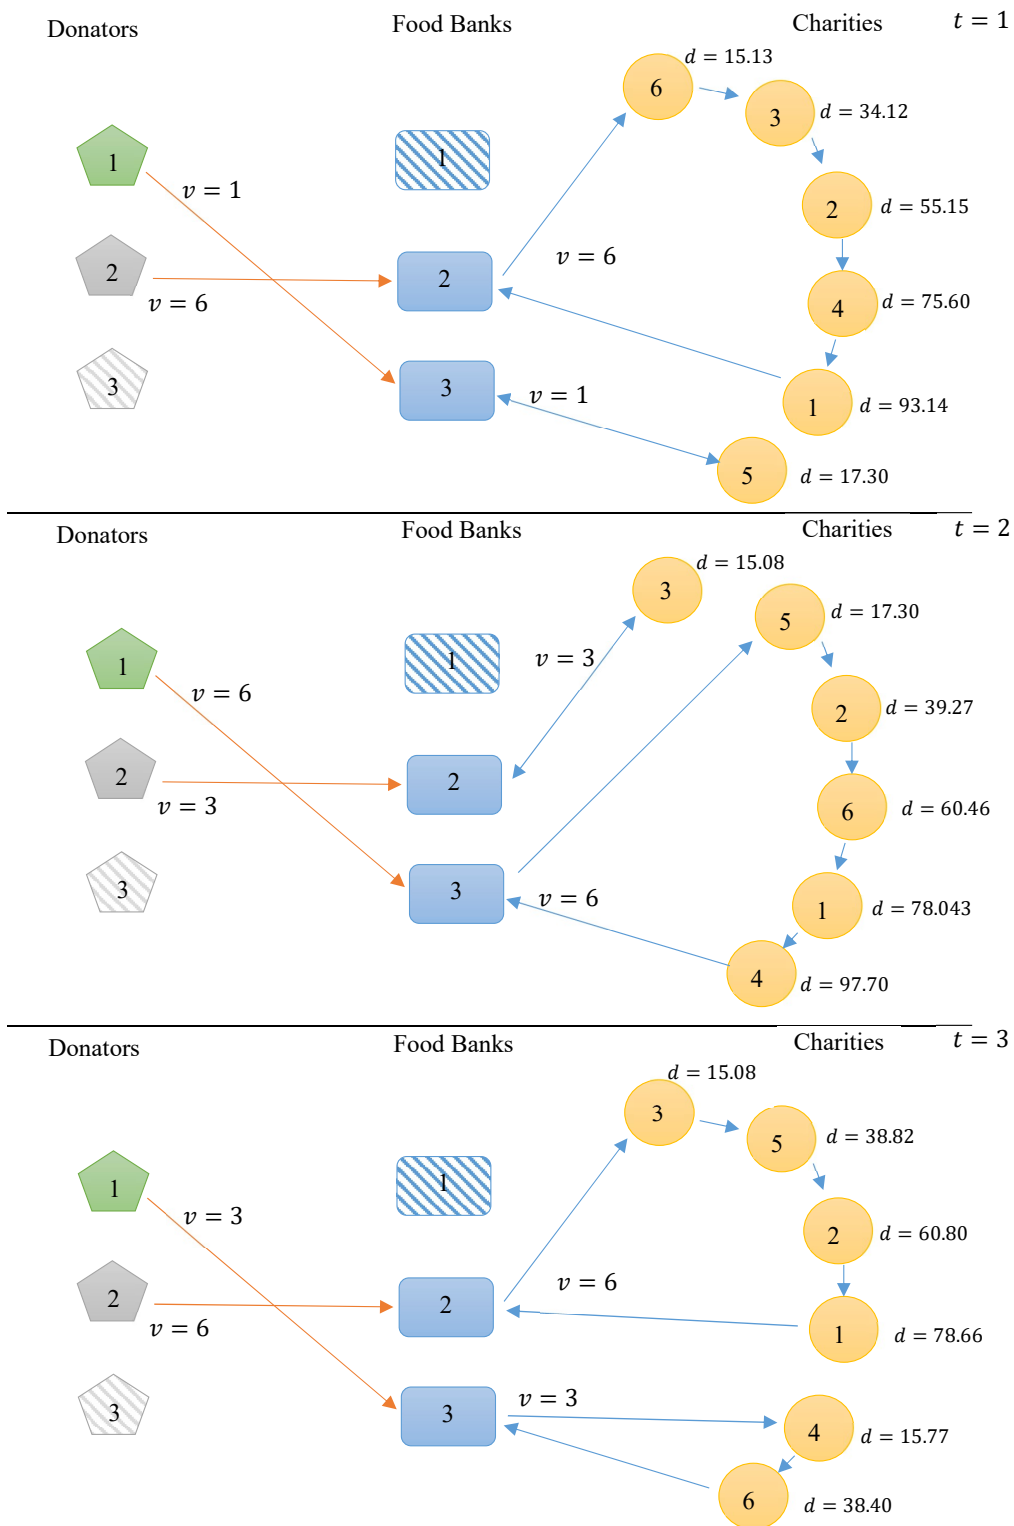 Donators Food Banks Charities t = 1
d = 15.13
6
3 d = 34.12
1 1
v = 1
2 d = 55.15
2 2 v = 6
v = 6
4 d = 75.60
3 3 v = 1
1 d = 93.14
5 d = 17.30
Donators Food Banks Charities t = 2
d = 15.08
3
5 d = 17.30
1 1 v = 3
v = 6
2 d = 39.27
2 2
v = 3
6 d = 60.46
3 3 v = 6
1 d = 78.043
4 d = 97.70
Donators Food Banks Charities t = 3
d = 15.08
3
5 d = 38.82
1 1
v = 3
2 d = 60.80
2 2 v = 6
v = 6
1 d = 78.66
3 3 v = 3
4 d = 15.77
6 d = 38.40